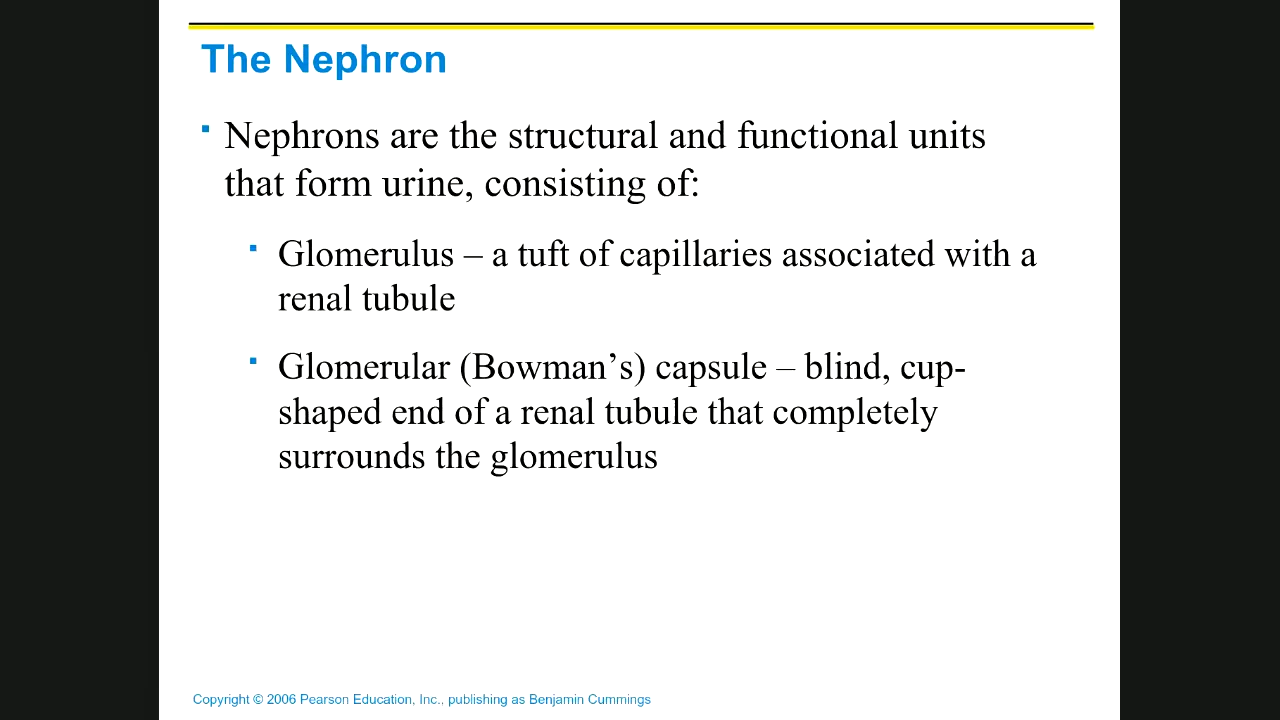 The Nephron
▪ Nephrons are the structural and functional units
that form urine, consisting of:
▪ Glomerulus – a tuft of capillaries associated with a
renal tubule
▪ Glomerular (Bowman’s) capsule – blind, cup-
shaped end of a renal tubule that completely
surrounds the glomerulus
Copyright © 2006 Pearson Education, Inc., publishing as Benjamin Cummings